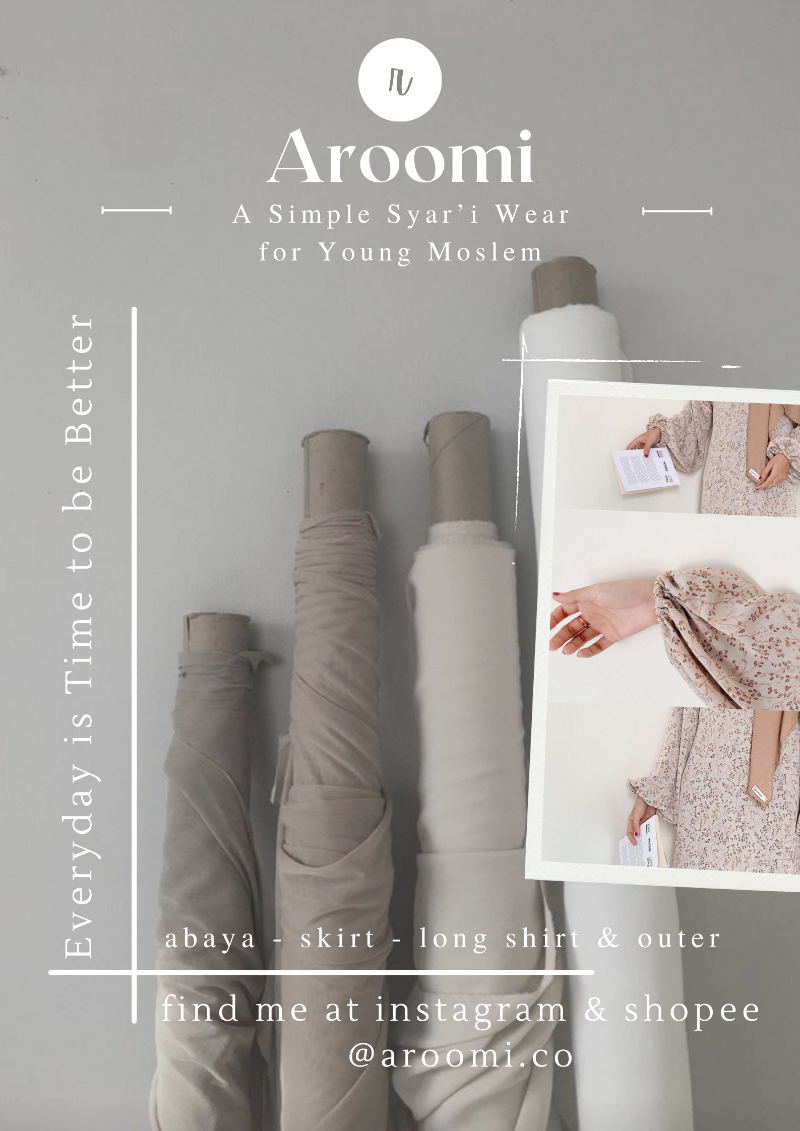 Aroomi
A Simple Syar’i Wear
for Young Moslem
Everyday is Time to be Better
abaya - skirt - long shirt & outer
find me at instagram & shopee
@aroomi.co